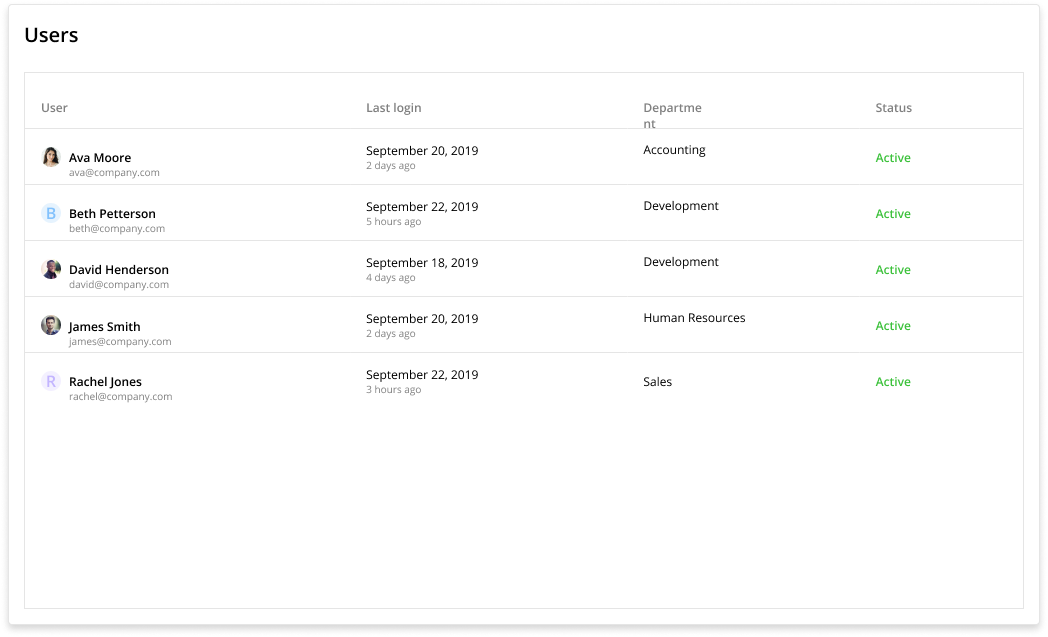 Users
User Last login Departme Status
nt
Ava Moore September 20, 2019 Accounting Active
ava@company.com 2 days ago
B Beth Petterson September 22, 2019 Development Active
beth@company.com 5 hours ago
David Henderson September 18, 2019 Development Active
david@company.com 4 days ago
James Smith September 20, 2019 Human Resources Active
james@company.com 2 days ago
R Rachel Jones September 22, 2019 Sales Active
rachel@company.com 3 hours ago